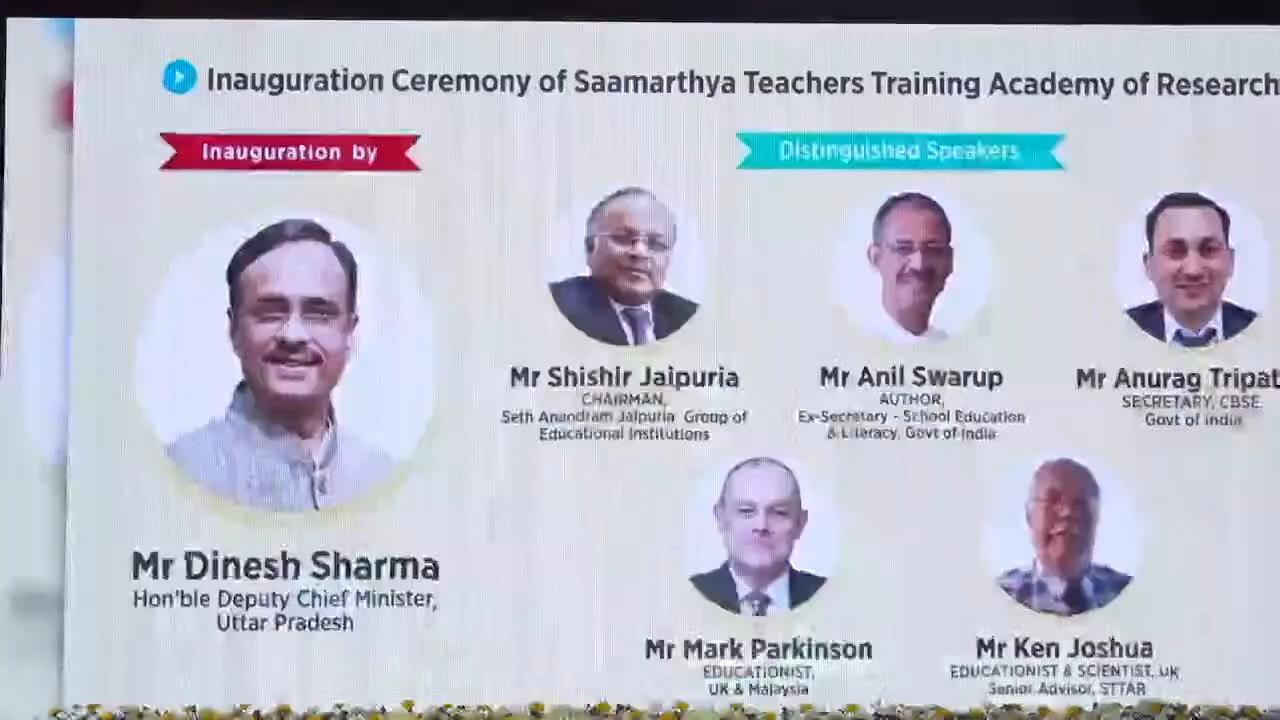 Inauguration Ceremony of Saamarthya Teachers Training Academy of Research
Inauguration by
Distinguished Speakers
Mr Shishir Jaipuria
CHAIRMAN,
Seth Anandram Jaipuria Group of
Educational Institutions
Mr Anil Swarup
AUTHOR,
Ex-Secretary - School Education
& Literacy, Govt of India
Mr Anurag Tripat
SECRETARY, CBSE,
Govt of India
Mr Dinesh Sharma
Hon'ble Deputy Chief Minister,
Uttar Pradesh
Mr Mark Parkinson
EDUCATIONIST,
UK & Malaysia
Mr Ken Joshua
EDUCATIONIST & SCIENTIST, UK
Senior Advisor, STTAR